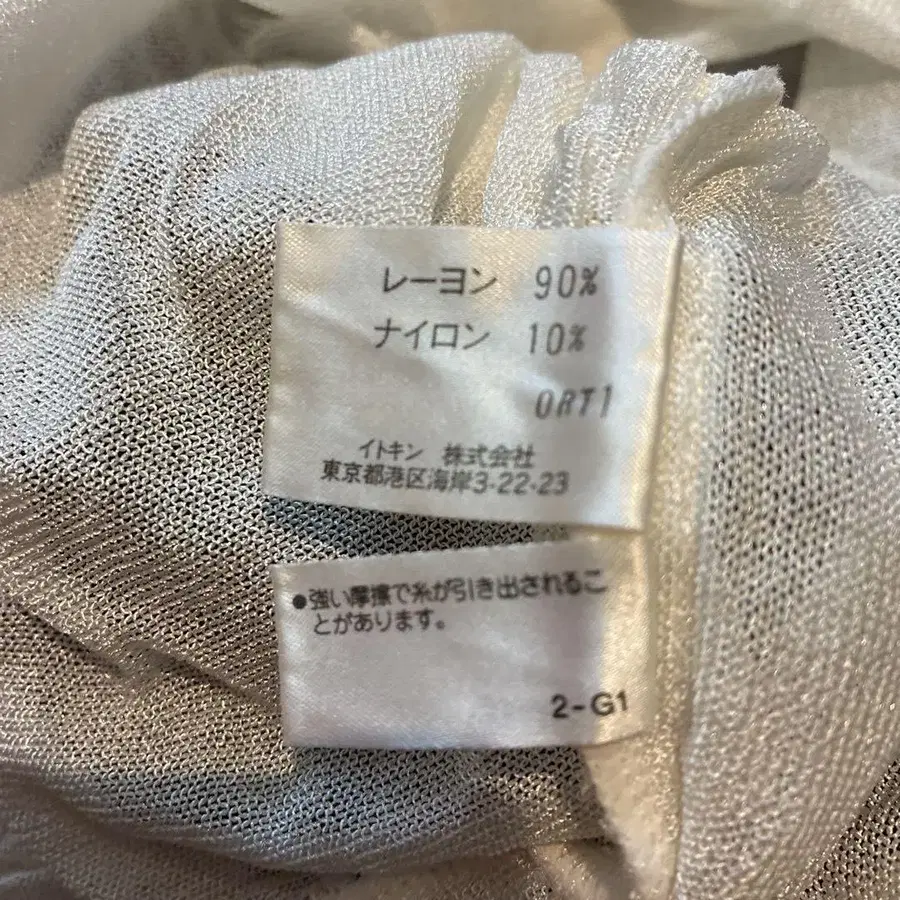 レーヨン 90%
ナイロン 10%
ORT1
イトキン 株式会社
東京都港区海岸3-22-23
●強い摩擦で糸が引き出されるこ
とがあります。
2-G1